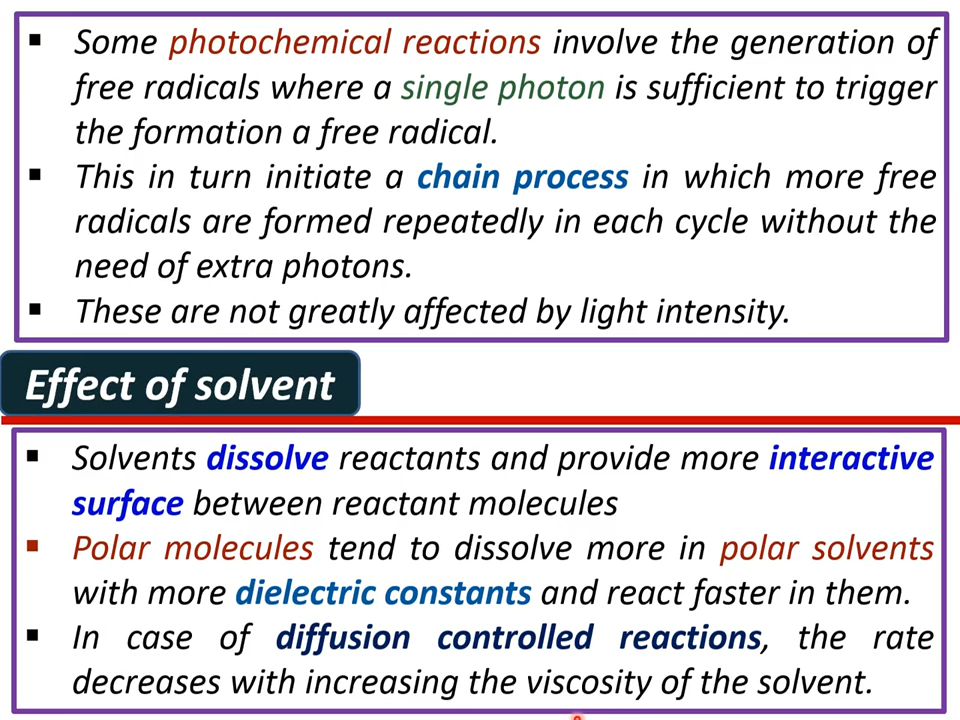 ▪ Some photochemical reactions involve the generation of
free radicals where a single photon is sufficient to trigger
the formation a free radical.
▪ This in turn initiate a chain process in which more free
radicals are formed repeatedly in each cycle without the
need of extra photons.
▪ These are not greatly affected by light intensity.
Effect of solvent
▪ Solvents dissolve reactants and provide more interactive
surface between reactant molecules
▪ Polar molecules tend to dissolve more in polar solvents
with more dielectric constants and react faster in them.
▪ In case of diffusion controlled reactions, the rate
decreases with increasing the viscosity of the solvent.